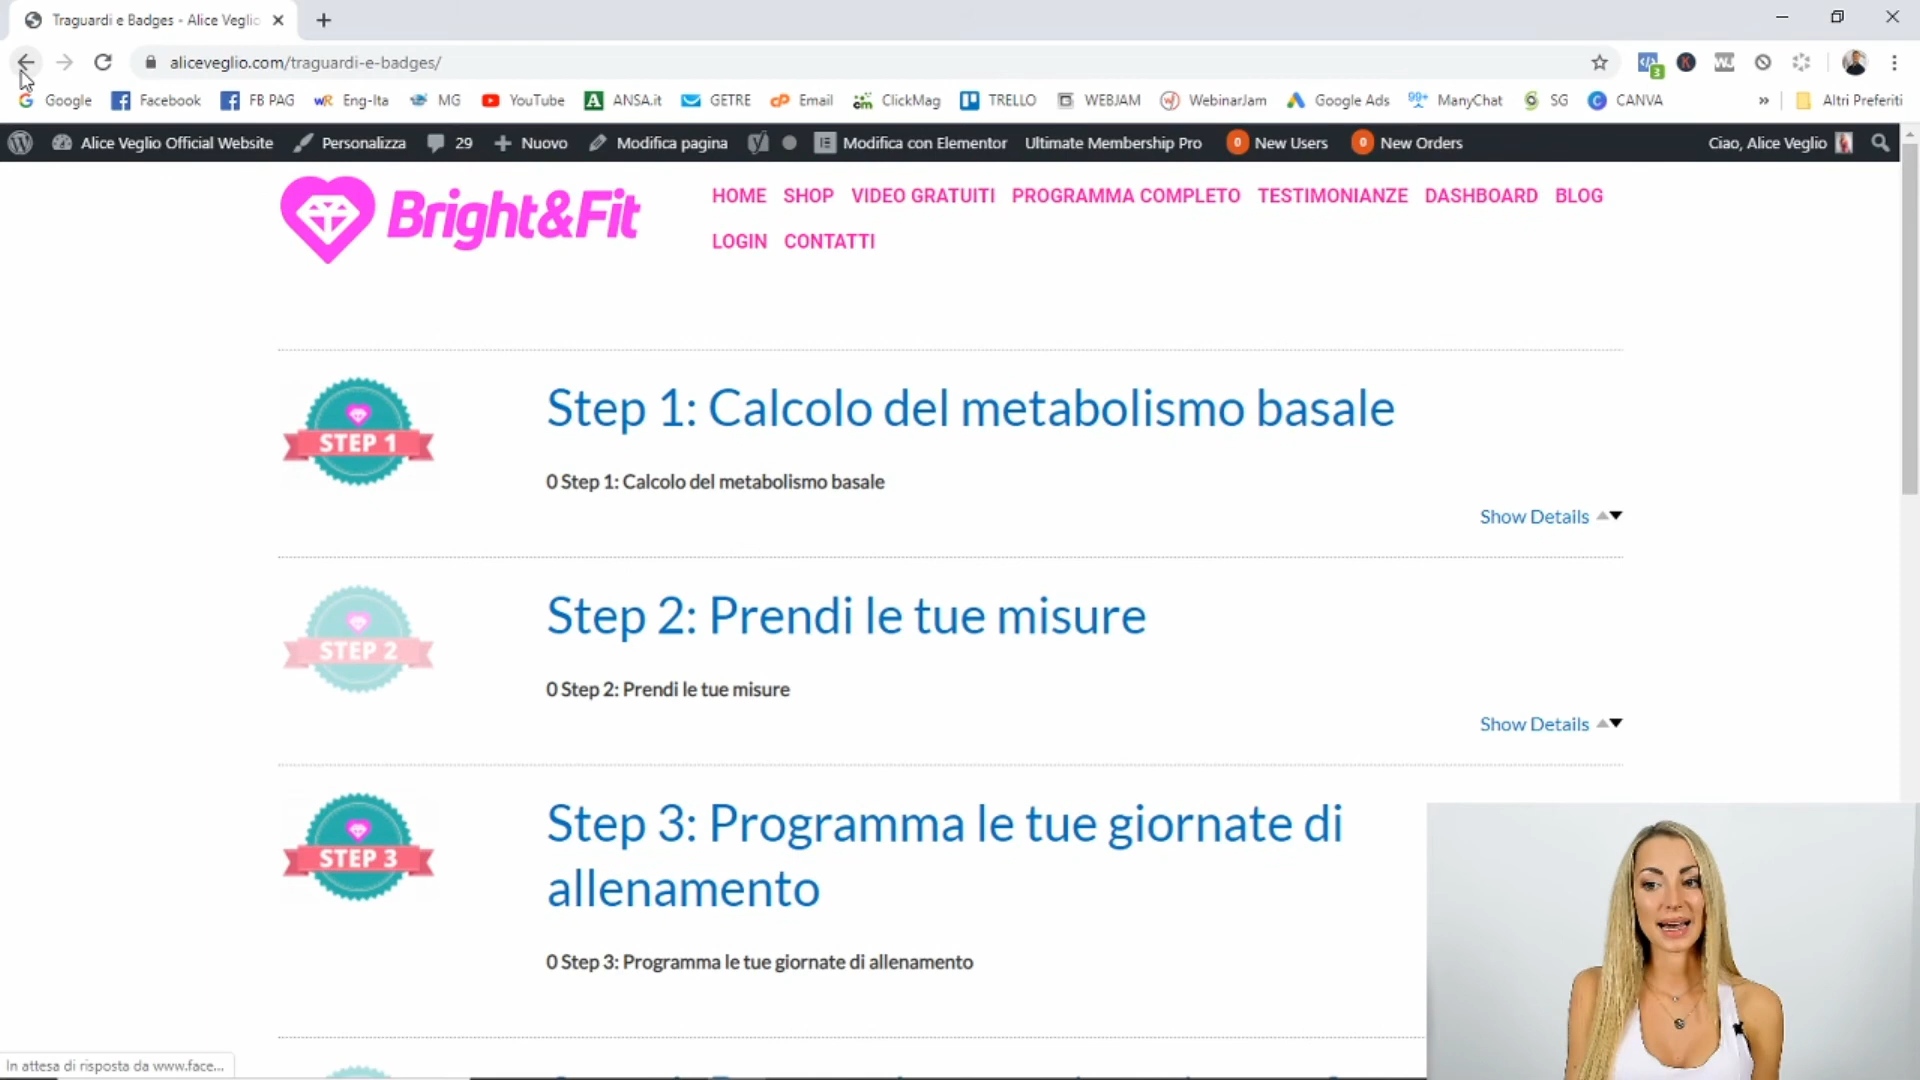 Traguardi e Badges - Alice Veglio
aliceveglio.com/traguardi-e-badges/
3
Google Facebook FB PAG Eng-Ita MG YouTube ANSA.it GETRE Email ClickMag TRELLO WEBJAM WebinarJam Google Ads ManyChat SG CANVA » Altri Preferiti
Alice Veglio Official Website Personalizza 29 Nuovo Modifica pagina Modifica con Elementor Ultimate Membership Pro 0 New Users 0 New Orders Ciao, Alice Veglio
Bright&Fit
HOME SHOP VIDEO GRATUITI PROGRAMMA COMPLETO TESTIMONIANZE DASHBOARD BLOG
LOGIN CONTATTI
STEP 1
Step 1: Calcolo del metabolismo basale
0 Step 1: Calcolo del metabolismo basale
Show Details
STEP 2
Step 2: Prendi le tue misure
0 Step 2: Prendi le tue misure
Show Details
STEP 3
Step 3: Programma le tue giornate di
allenamento
0 Step 3: Programma le tue giornate di allenamento
In attesa di risposta da www.face...